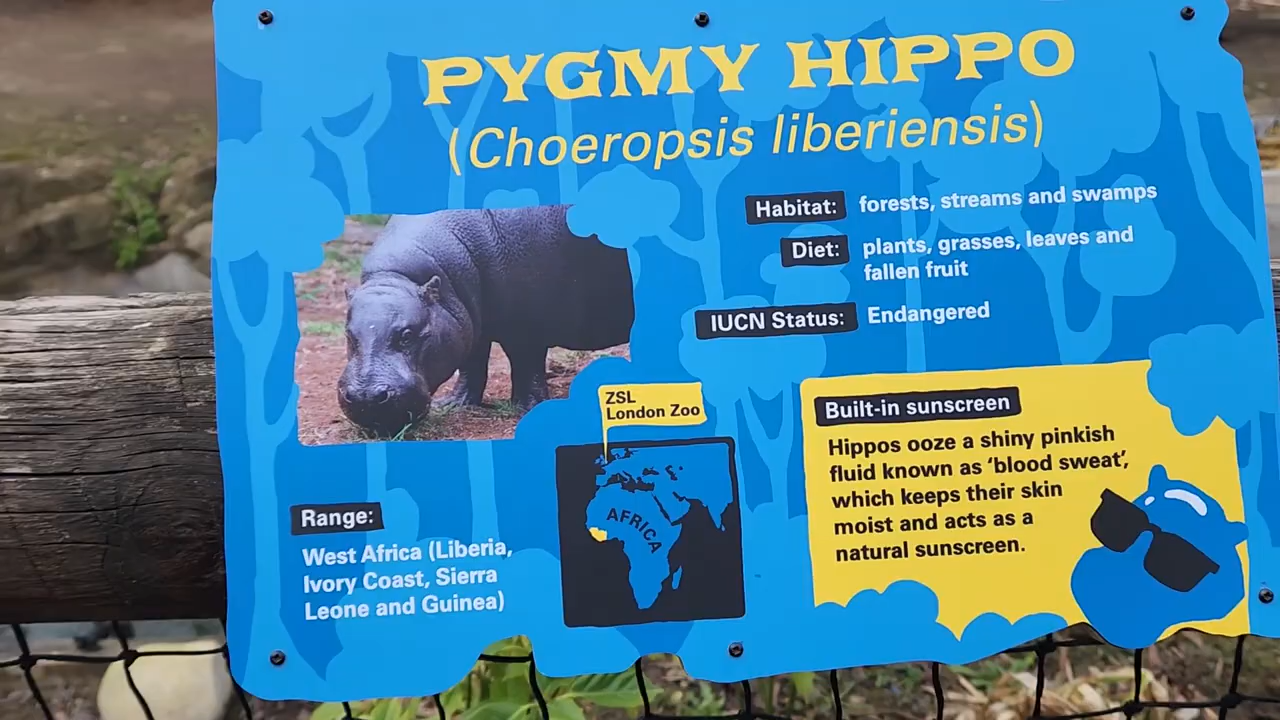 PYGMY HIPPO
(Choeropsis liberiensis)
Habitat: forests, streams and swamps
Diet: plants, grasses, leaves and
fallen fruit
IUCN Status: Endangered
ZSL
London Zoo
AFRICA
Range:
West Africa (Liberia,
Ivory Coast, Sierra
Leone and Guinea)
Built-in sunscreen
Hippos ooze a shiny pinkish
fluid known as ‘blood sweat’,
which keeps their skin
moist and acts as a
natural sunscreen.